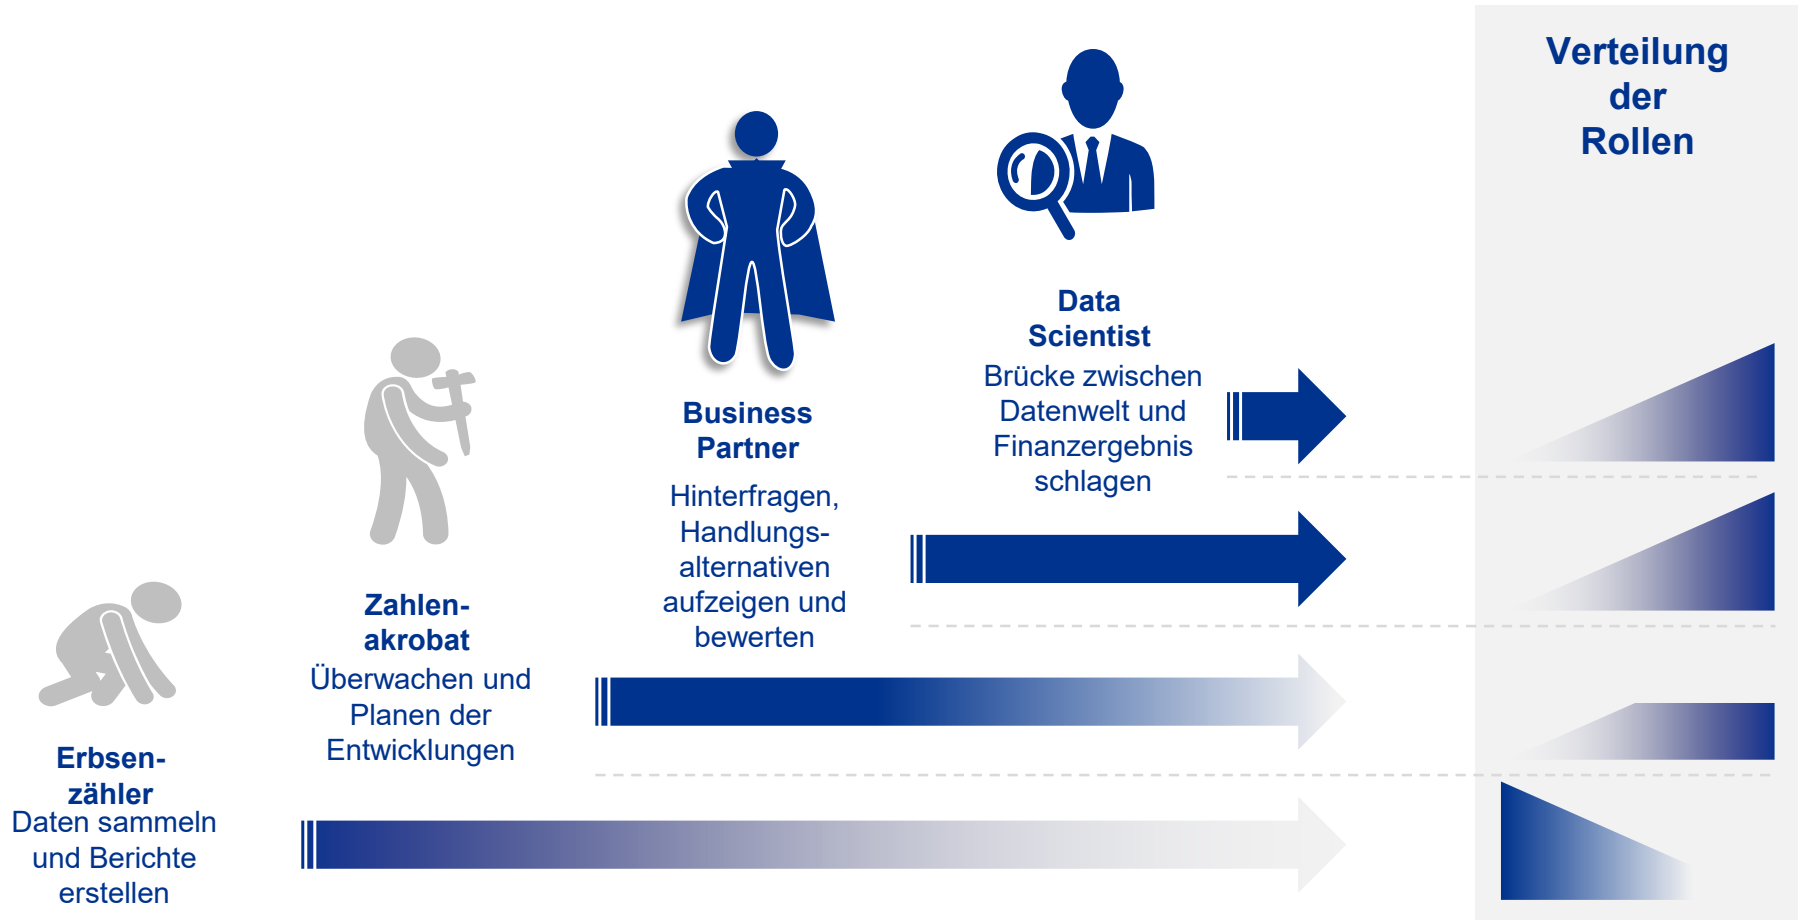 Verteilung
der
Rollen
Data
Scientist
Brücke zwischen
Datenwelt und
Finanzergebnis
schlagen
Business
Partner
Hinterfragen,
Handlungs-
alternativen
aufzeigen und
bewerten
Zahlen-
akrobat
Überwachen und
Planen der
Entwicklungen
Erbsen-
zähler
Daten sammeln
und Berichte
erstellen